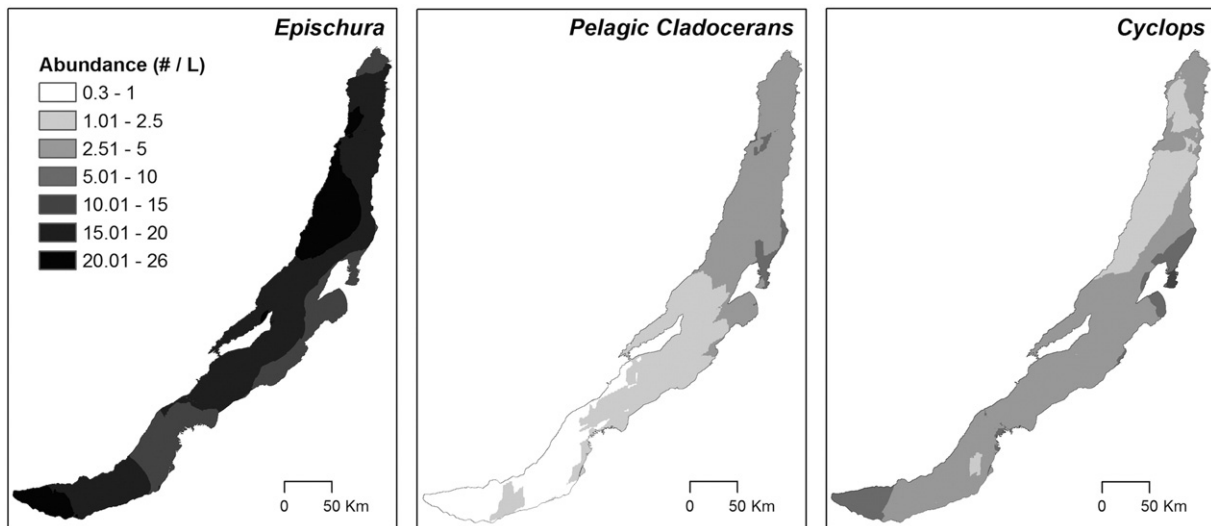 Epischura
Abundance (# / L)
0.3 - 1
1.01 - 2.5
2.51 - 5
5.01 - 10
10.01 - 15
15.01 - 20
20.01 - 26
0 50 Km
Pelagic Cladocerans
0 50 Km
Cyclops
0 50 Km